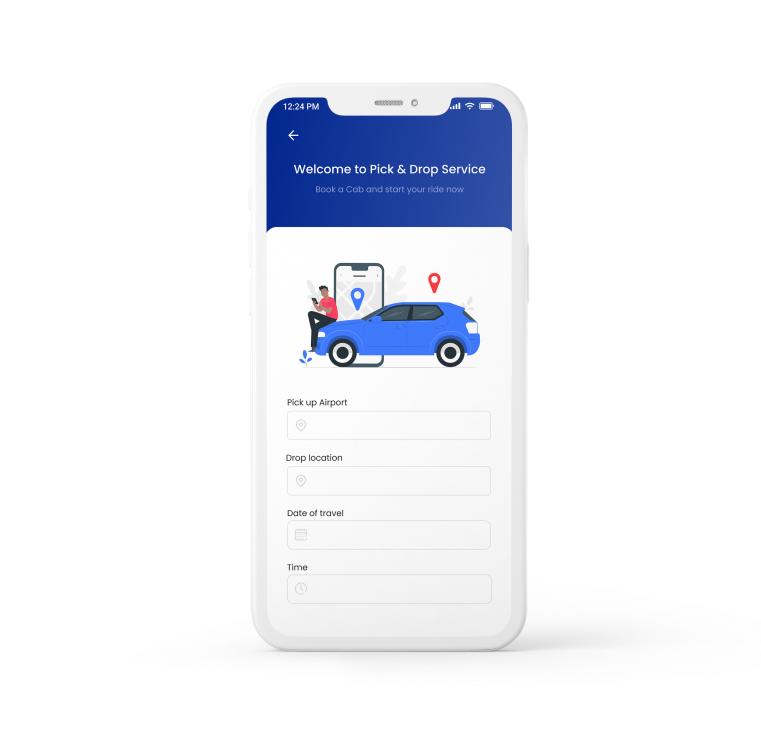 12:24 PM
Welcome to Pick & Drop Service
Book a Cab and start your ride now
Pick up Airport
Drop location
Date of travel
Time